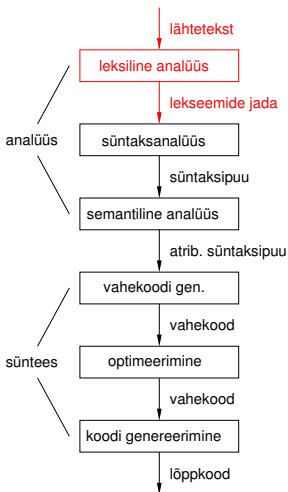 lähtetekst
leksiline analüüs
lekseemide jada
analüüs
süntaksanalüüs
süntaksipuu
semantiline analüüs
atrib. süntaksipuu
vahekoodi gen.
vahekood
süntees
optimeerimine
vahekood
koodi genereerimine
lõppkood